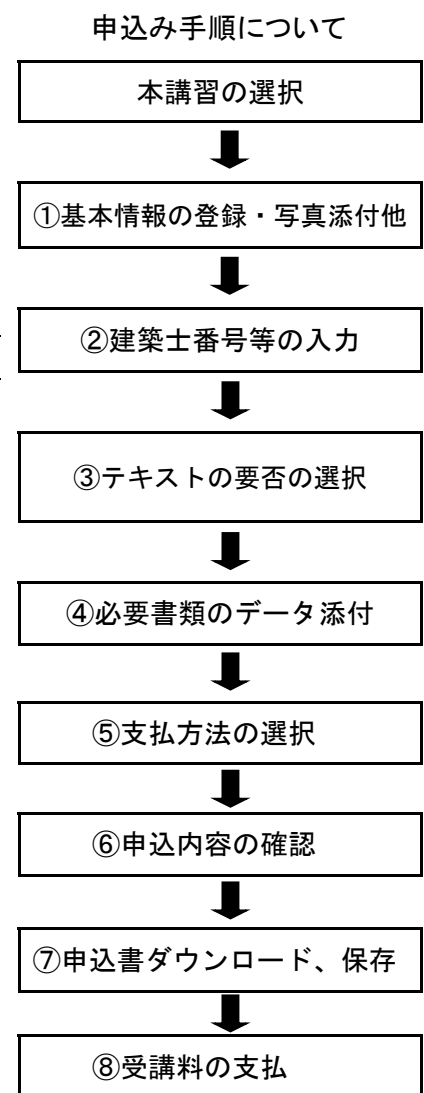 申込み手順について
本講習の選択
①基本情報の登録・写真添付他
②建築士番号等の入力
③テキストの要否の選択
④必要書類のデータ添付
⑤支払方法の選択
⑥申込内容の確認
⑦申込書ダウンロード、保存
⑧受講料の支払